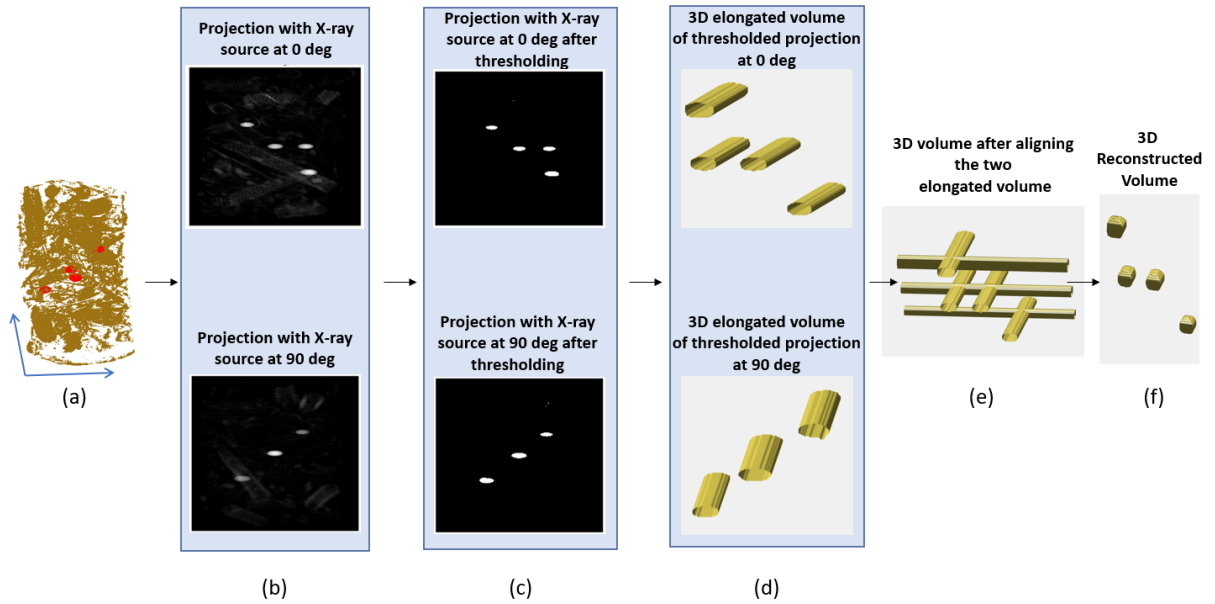 Projection with X-ray
source at 0 deg
Projection with X-ray
source at 0 deg after
thresholding
3D elongated volume
of thresholded projection
at 0 deg
3D volume after aligning
the two
elongated volume
3D
Reconstructed
Volume
Projection with X-ray
source at 90 deg
Projection with X-ray
source at 90 deg after
thresholding
3D elongated volume
of thresholded projection
at 90 deg
(a)
(b)
(c)
(d)
(e)
(f)